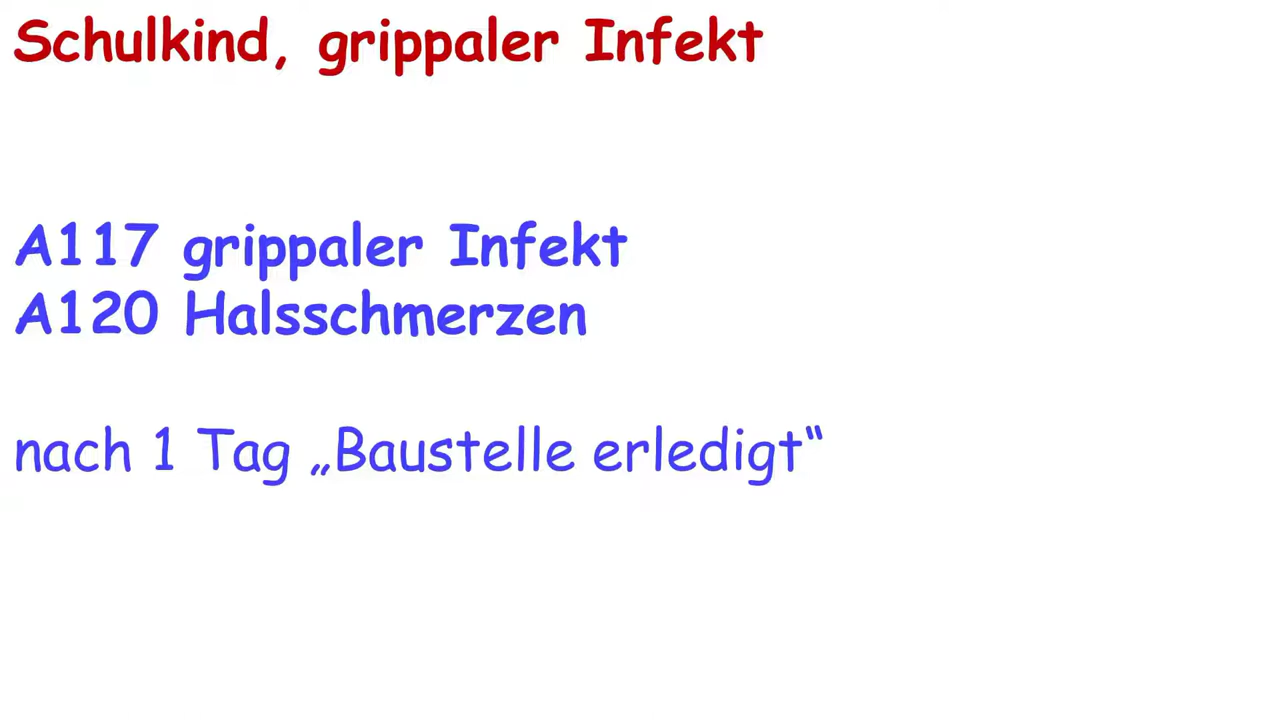 Schulkind, grippaler Infekt
A117 grippaler Infekt
A120 Halsschmerzen
nach 1 Tag „Baustelle erledigt“